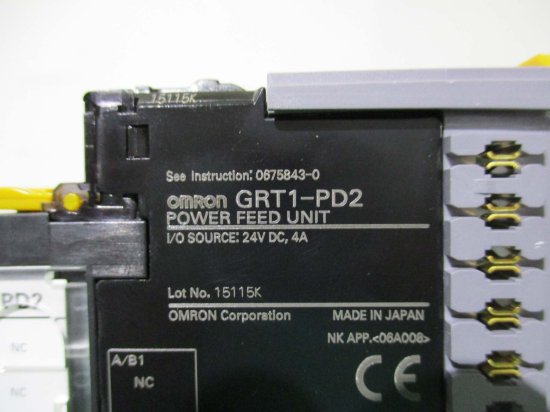 15115K
See Instruction: 0675843-0
omron GRT1-PD2
POWER FEED UNIT
I/O SOURCE: 24V DC, 4A
Lot No. 15115K
OMRON Corporation MADE IN JAPAN
NK APP.<06A008>
CE
A/B1
NC
PD2
NC
NC